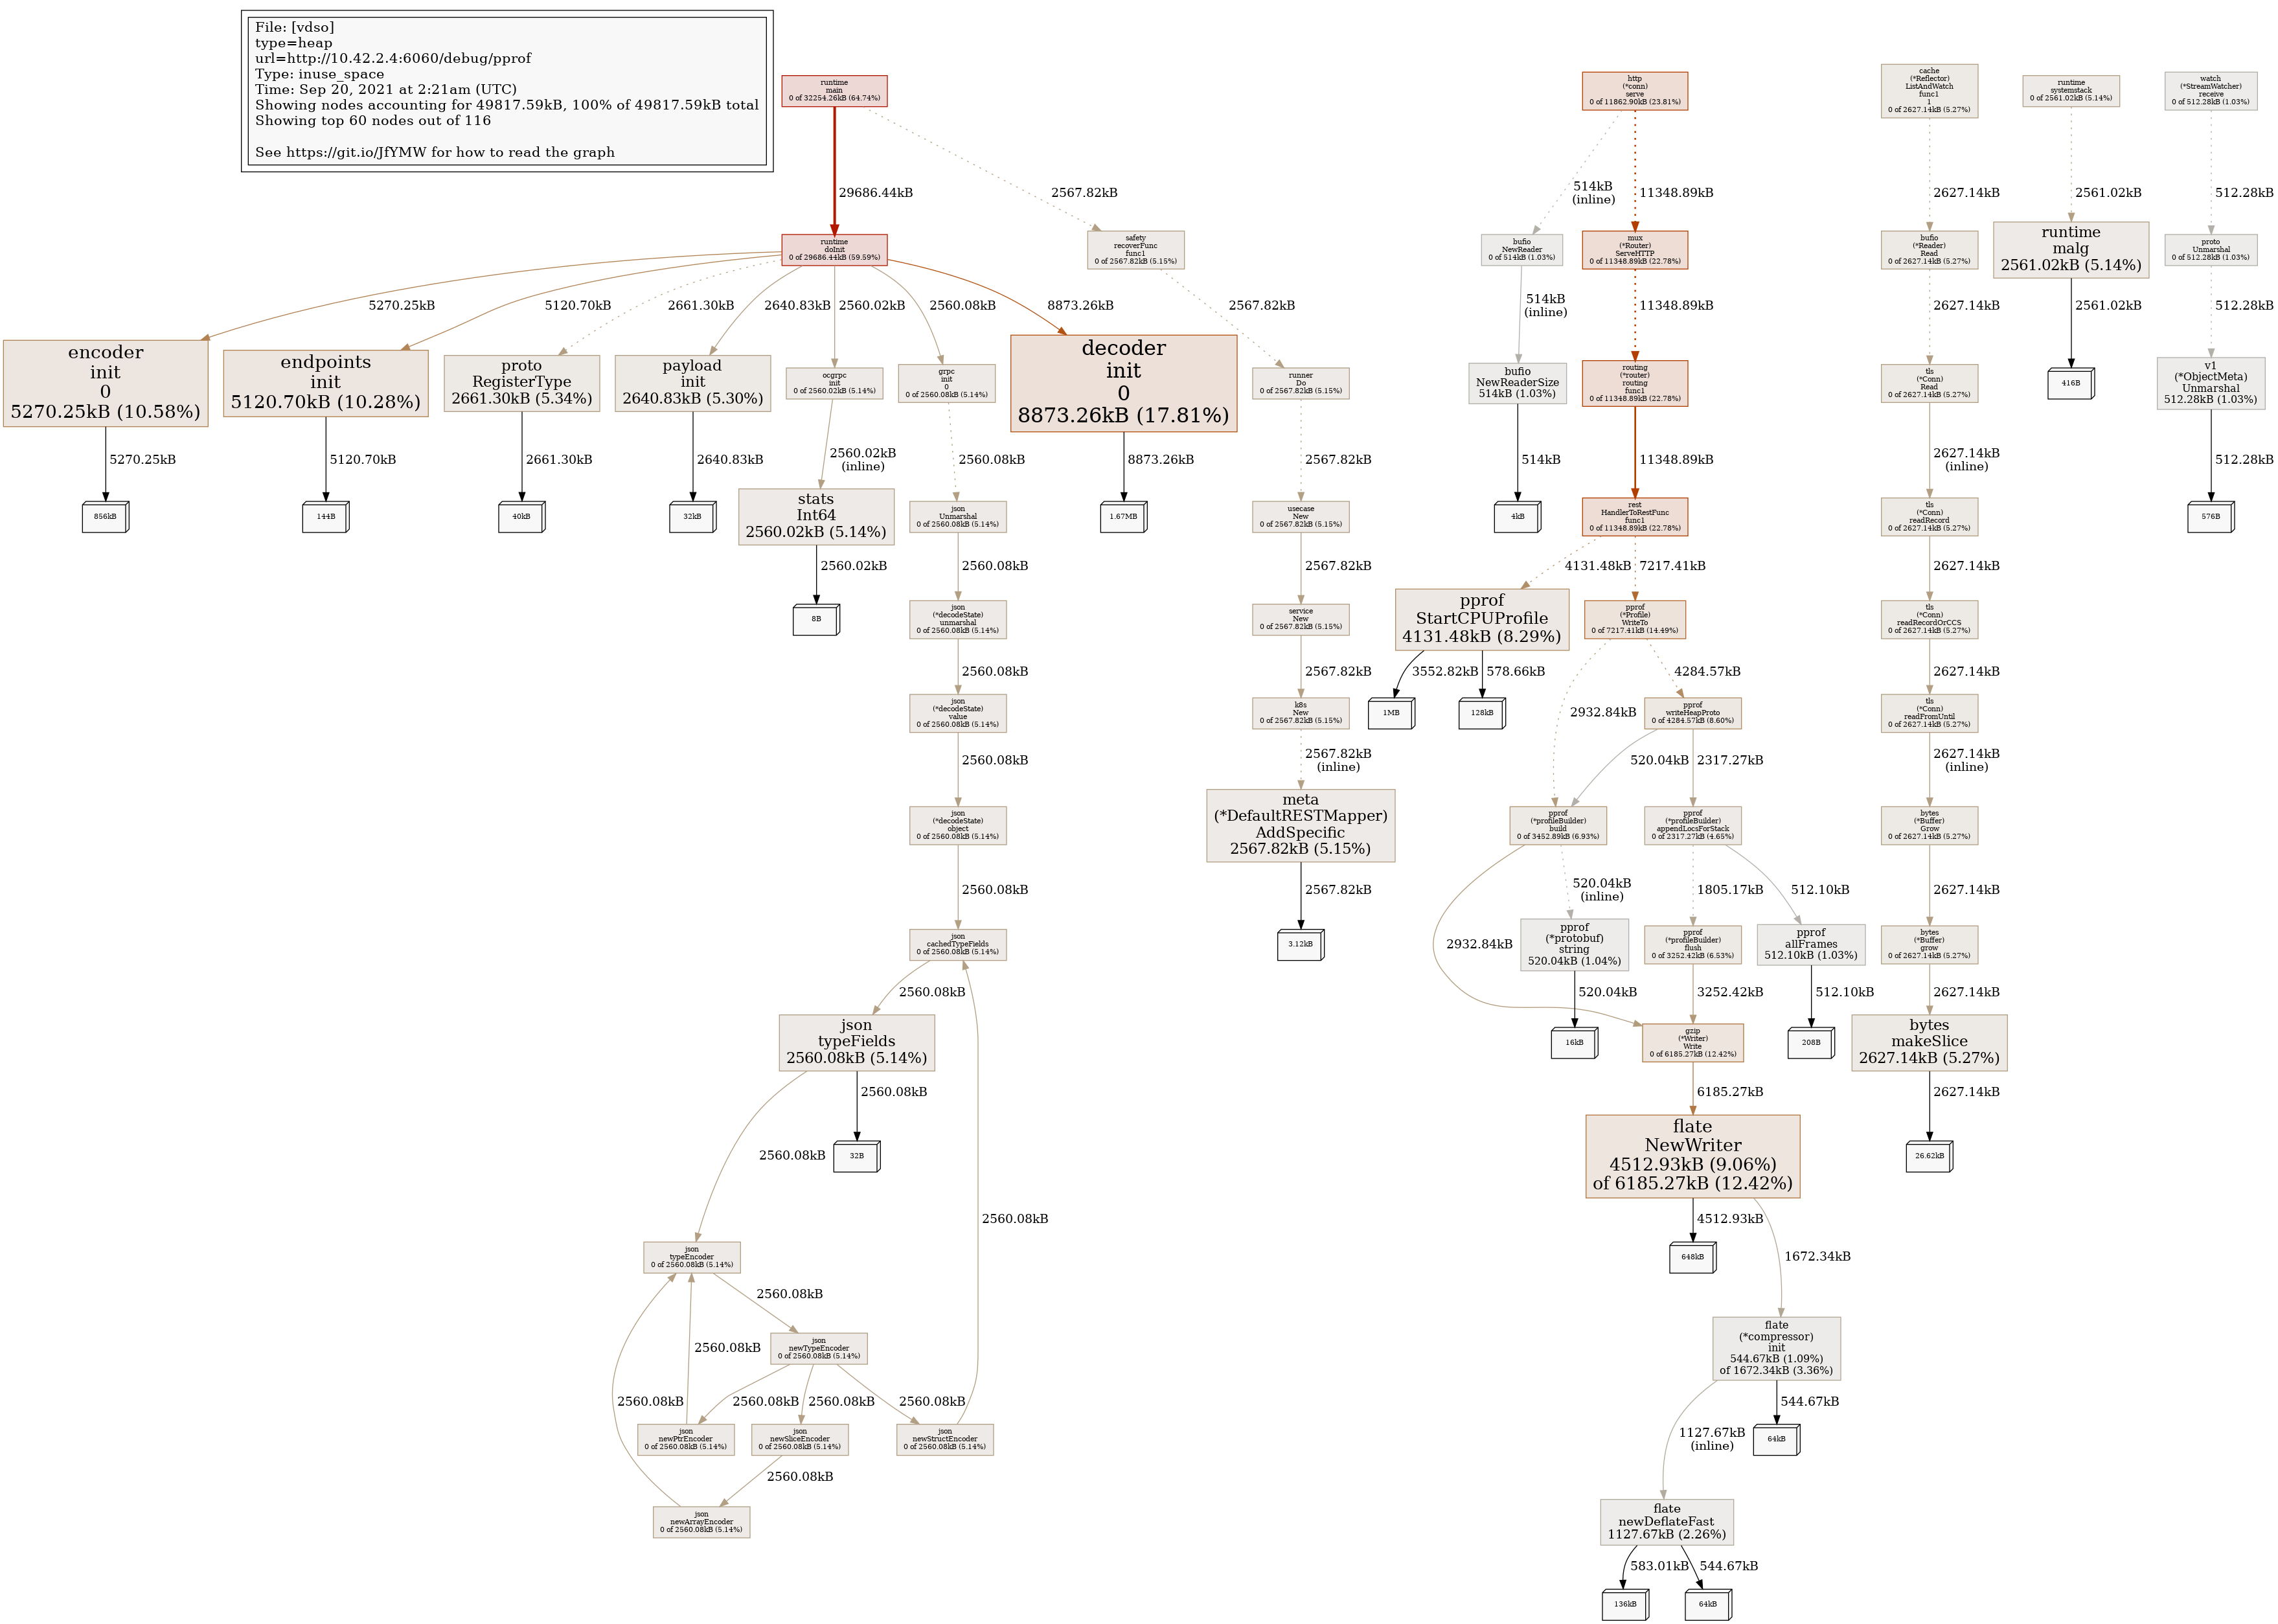 File: [vdso]
type=heap
url=http://10.42.2.4:6060/debug/pprof
Type: inuse_space
Time: Sep 20, 2021 at 2:21am (UTC)
Showing nodes accounting for 49817.59kB, 100% of 49817.59kB total
Showing top 60 nodes out of 116
See https://git.io/JfYMW for how to read the graph
runtime
main
0 of 32254.26kB (64.74%)
29686.44kB
2567.82kB
runtime
doInit
0 of 29686.44kB (59.59%)
5270.25kB
5120.70kB
2661.30kB
2640.83kB
2560.02kB
2560.08kB
8873.26kB
encoder
init
0
5270.25kB (10.58%)
5270.25kB
856kB
endpoints
init
5120.70kB (10.28%)
5120.70kB
144B
proto
RegisterType
2661.30kB (5.34%)
2661.30kB
40kB
payload
init
2640.83kB (5.30%)
2640.83kB
32kB
ocgrpc
init
0 of 2560.02kB (5.14%)
2560.02kB
(inline)
stats
Int64
2560.02kB (5.14%)
2560.02kB
8B
grpc
init
0
0 of 2560.08kB (5.14%)
2560.08kB
json
Unmarshal
0 of 2560.08kB (5.14%)
2560.08kB
json
(*decodeState)
unmarshal
0 of 2560.08kB (5.14%)
2560.08kB
json
(*decodeState)
value
0 of 2560.08kB (5.14%)
2560.08kB
json
(*decodeState)
object
0 of 2560.08kB (5.14%)
2560.08kB
json
cachedTypeFields
0 of 2560.08kB (5.14%)
2560.08kB
json
typeFields
2560.08kB (5.14%)
2560.08kB
32B
2560.08kB
json
typeEncoder
0 of 2560.08kB (5.14%)
2560.08kB
json
newTypeEncoder
0 of 2560.08kB (5.14%)
2560.08kB
2560.08kB
2560.08kB
json
newPtrEncoder
0 of 2560.08kB (5.14%)
2560.08kB
json
newSliceEncoder
0 of 2560.08kB (5.14%)
2560.08kB
json
newStructEncoder
0 of 2560.08kB (5.14%)
2560.08kB
json
newArrayEncoder
0 of 2560.08kB (5.14%)
2560.08kB
decoder
init
0
8873.26kB (17.81%)
8873.26kB
1.67MB
safety
recoverFunc
func1
0 of 2567.82kB (5.15%)
2567.82kB
runner
Do
0 of 2567.82kB (5.15%)
2567.82kB
usecase
New
0 of 2567.82kB (5.15%)
2567.82kB
service
New
0 of 2567.82kB (5.15%)
2567.82kB
k8s
New
0 of 2567.82kB (5.15%)
2567.82kB
(inline)
meta
(*DefaultRESTMapper)
AddSpecific
2567.82kB (5.15%)
2567.82kB
3.12kB
http
(*conn)
serve
0 of 11862.90kB (23.81%)
514kB
(inline)
11348.89kB
bufio
NewReader
0 of 514kB (1.03%)
514kB
(inline)
bufio
NewReaderSize
514kB (1.03%)
514kB
4kB
mux
(*Router)
ServeHTTP
0 of 11348.89kB (22.78%)
11348.89kB
routing
(*router)
routing
func1
0 of 11348.89kB (22.78%)
11348.89kB
rest
HandlerToRestFunc
func1
0 of 11348.89kB (22.78%)
4131.48kB
7217.41kB
pprof
StartCPUProfile
4131.48kB (8.29%)
3552.82kB
578.66kB
1MB
128kB
pprof
(*Profile)
WriteTo
0 of 7217.41kB (14.49%)
2932.84kB
4284.57kB
pprof
writeHeapProto
0 of 4284.57kB (8.60%)
520.04kB
2317.27kB
pprof
(*profileBuilder)
build
0 of 3452.89kB (6.93%)
2932.84kB
520.04kB
(inline)
pprof
(*profileBuilder)
appendLocsForStack
0 of 2317.27kB (4.65%)
1805.17kB
512.10kB
pprof
(*protobuf)
string
520.04kB (1.04%)
520.04kB
16kB
pprof
(*profileBuilder)
flush
0 of 3252.42kB (6.53%)
3252.42kB
pprof
allFrames
512.10kB (1.03%)
512.10kB
208B
gzip
(*Writer)
Write
0 of 6185.27kB (12.42%)
6185.27kB
flate
NewWriter
4512.93kB (9.06%)
of 6185.27kB (12.42%)
4512.93kB
648kB
1672.34kB
flate
(*compressor)
init
544.67kB (1.09%)
of 1672.34kB (3.36%)
544.67kB
64kB
1127.67kB
(inline)
flate
newDeflateFast
1127.67kB (2.26%)
583.01kB
544.67kB
136kB
64kB
cache
(*Reflector)
ListAndWatch
func1
1
0 of 2627.14kB (5.27%)
2627.14kB
bufio
(*Reader)
Read
0 of 2627.14kB (5.27%)
2627.14kB
tls
(*Conn)
Read
0 of 2627.14kB (5.27%)
2627.14kB
(inline)
tls
(*Conn)
readRecord
0 of 2627.14kB (5.27%)
2627.14kB
tls
(*Conn)
readRecordOrCCS
0 of 2627.14kB (5.27%)
2627.14kB
tls
(*Conn)
readFromUntil
0 of 2627.14kB (5.27%)
2627.14kB
(inline)
bytes
(*Buffer)
Grow
0 of 2627.14kB (5.27%)
2627.14kB
bytes
(*Buffer)
grow
0 of 2627.14kB (5.27%)
2627.14kB
bytes
makeSlice
2627.14kB (5.27%)
2627.14kB
26.62kB
runtime
systemstack
0 of 2561.02kB (5.14%)
2561.02kB
runtime
malg
2561.02kB (5.14%)
2561.02kB
416B
watch
(*StreamWatcher)
receive
0 of 512.28kB (1.03%)
512.28kB
proto
Unmarshal
0 of 512.28kB (1.03%)
512.28kB
v1
(*ObjectMeta)
Unmarshal
512.28kB (1.03%)
512.28kB
576B